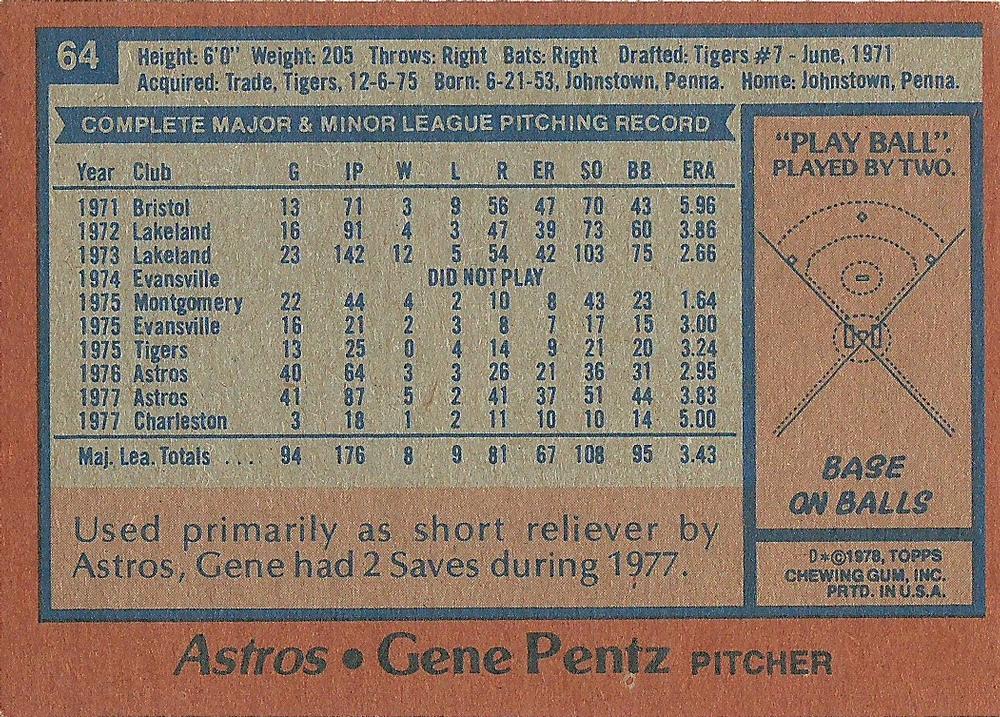 64
Height: 6'0" Weight: 205 Throws: Right Bats: Right Drafted: Tigers #7 - June, 1971
Acquired: Trade, Tigers, 12-6-75 Born: 6-21-53, Johnstown, Penna. Home: Johnstown, Penna.
COMPLETE MAJOR & MINOR LEAGUE PITCHING RECORD
Year Club G IP W L R ER SO BB ERA
1971 Bristol 13 71 3 9 56 47 70 43 5.96
1972 Lakeland 16 91 4 3 47 39 73 60 3.86
1973 Lakeland 23 142 12 5 54 42 103 75 2.66
1974 Evansville DID NOT PLAY
1975 Montgomery 22 44 4 2 10 8 43 23 1.64
1975 Evansville 16 21 2 3 8 7 17 15 3.00
1975 Tigers 13 25 0 4 14 9 21 20 3.24
1976 Astros 40 64 3 3 26 21 36 31 2.95
1977 Astros 41 87 5 2 41 37 51 44 3.83
1977 Charleston 3 18 1 2 11 10 10 14 5.00
Maj. Lea. Totals .... 94 176 8 9 81 67 108 95 3.43
Used primarily as short reliever by
Astros, Gene had 2 Saves during 1977.
"PLAY BALL".
PLAYED BY TWO.
BASE
ON BALLS
D*©1978, TOPPS
CHEWING GUM, INC.
PRTD. IN U.S.A.
Astros • Gene Pentz PITCHER